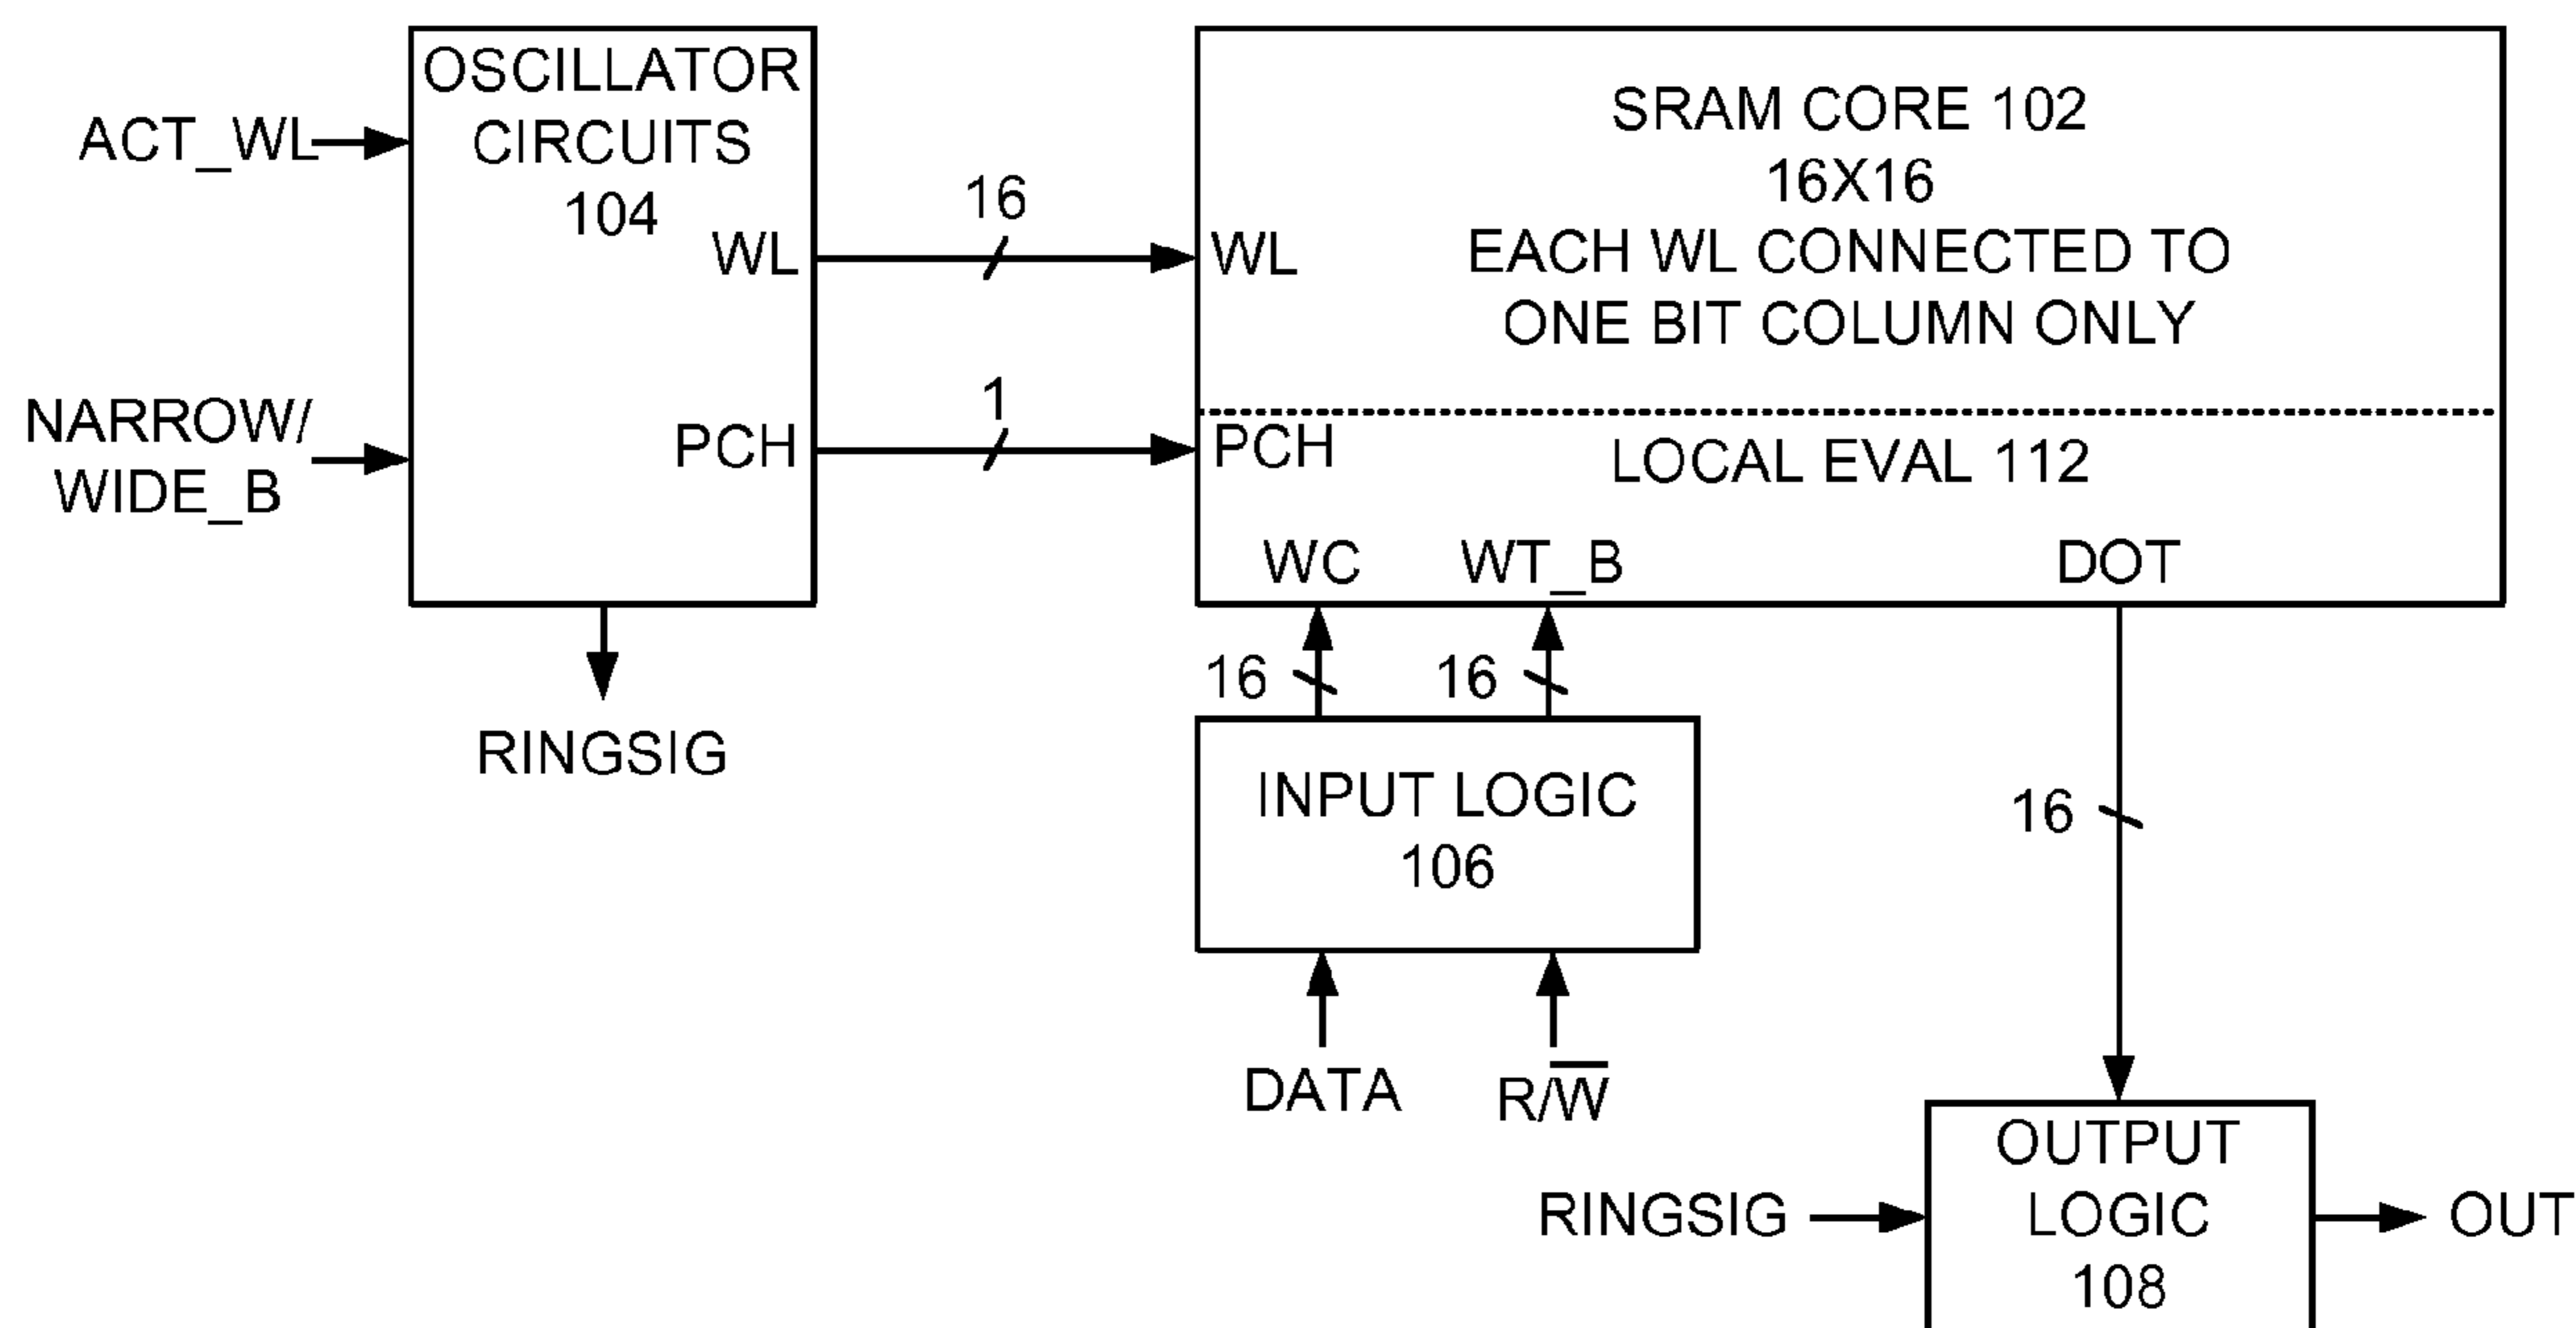 OSCILLATOR
CIRCUITS
104
ACT_WL
NARROW/
WIDE_B
WL
PCH
16
1
RINGSIG
SRAM CORE 102
16X16
EACH WL CONNECTED TO
ONE BIT COLUMN ONLY
WL
PCH
LOCAL EVAL 112
WC WT_B DOT
16 16
INPUT LOGIC
106
DATA R/W̅
16
OUTPUT
LOGIC
108
RINGSIG
OUT